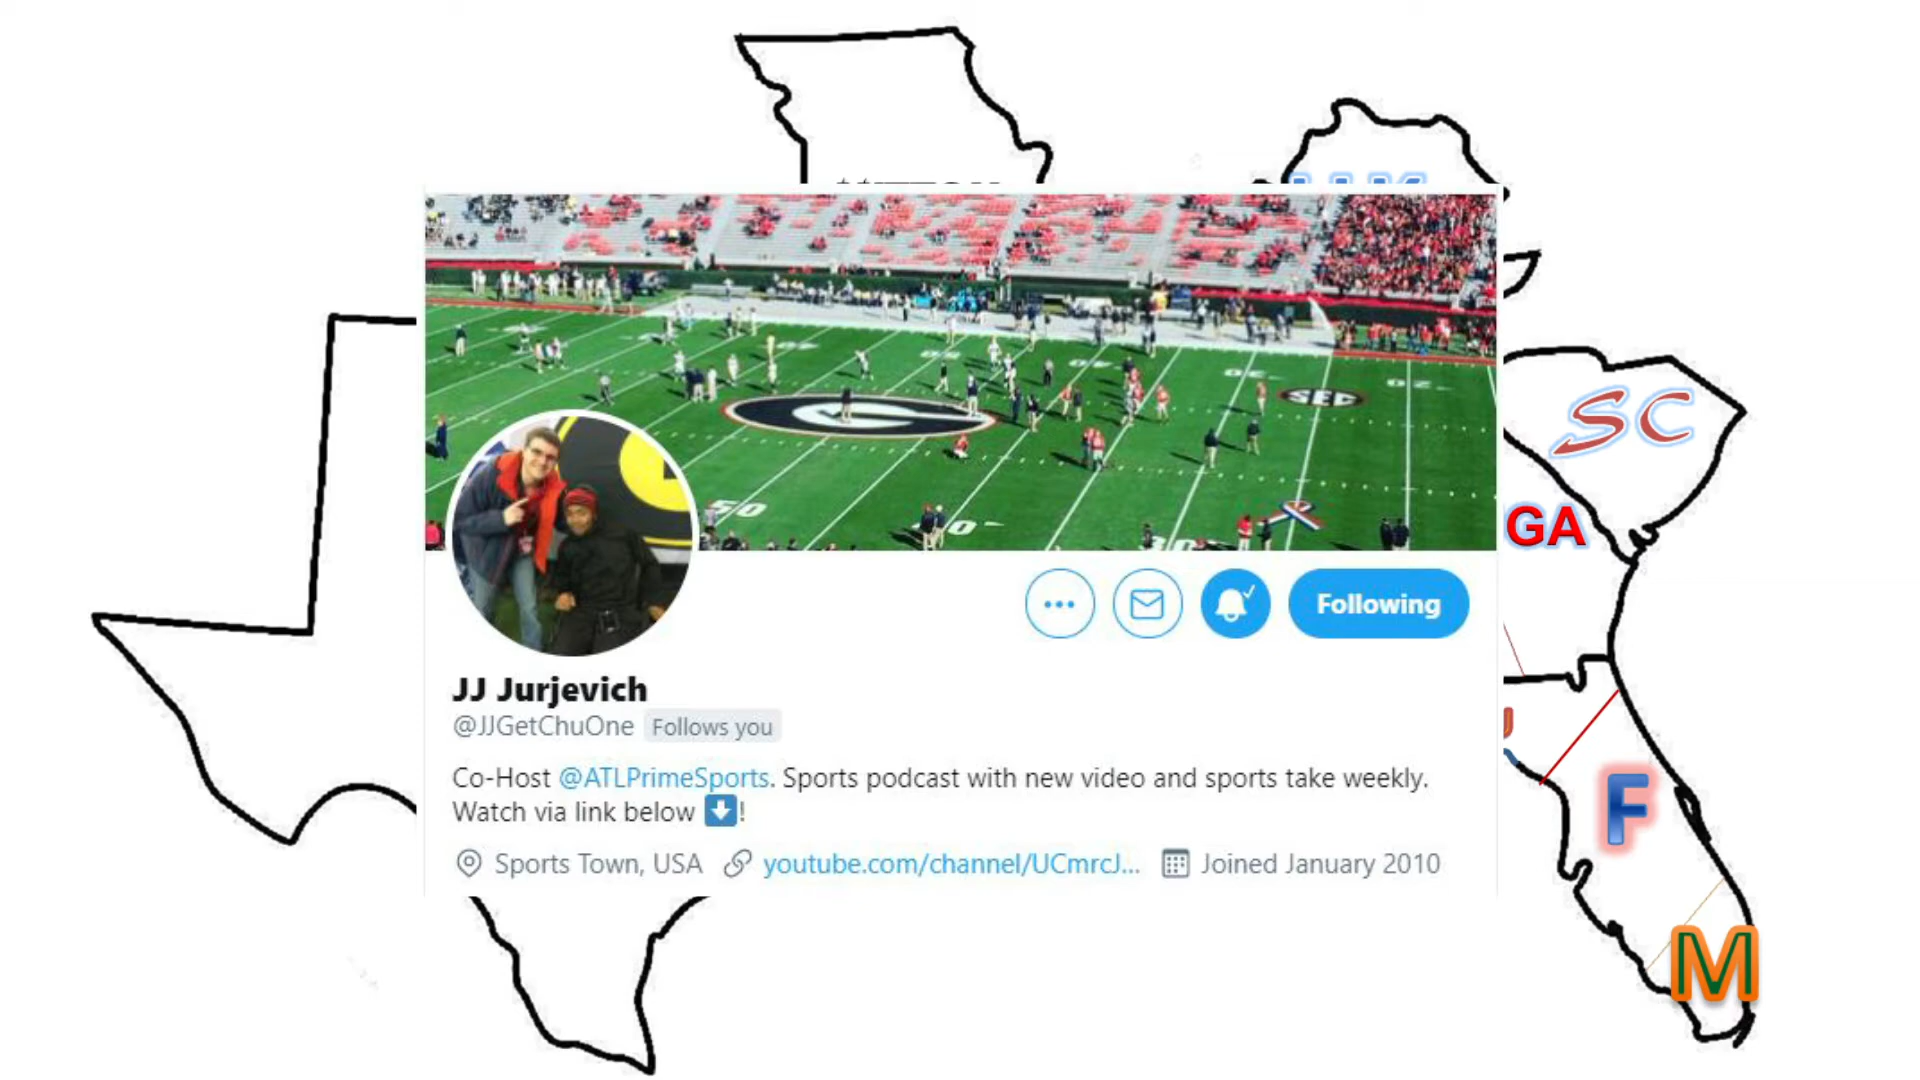 SC
GA
F
M
G
SEC
50
JJ Jurjevich
@JJGetChuOne Follows you
Following
Co-Host @ATLPrimeSports. Sports podcast with new video and sports take weekly.
Watch via link below ⬇!
Sports Town, USA youtube.com/channel/UCmrcJ... Joined January 2010